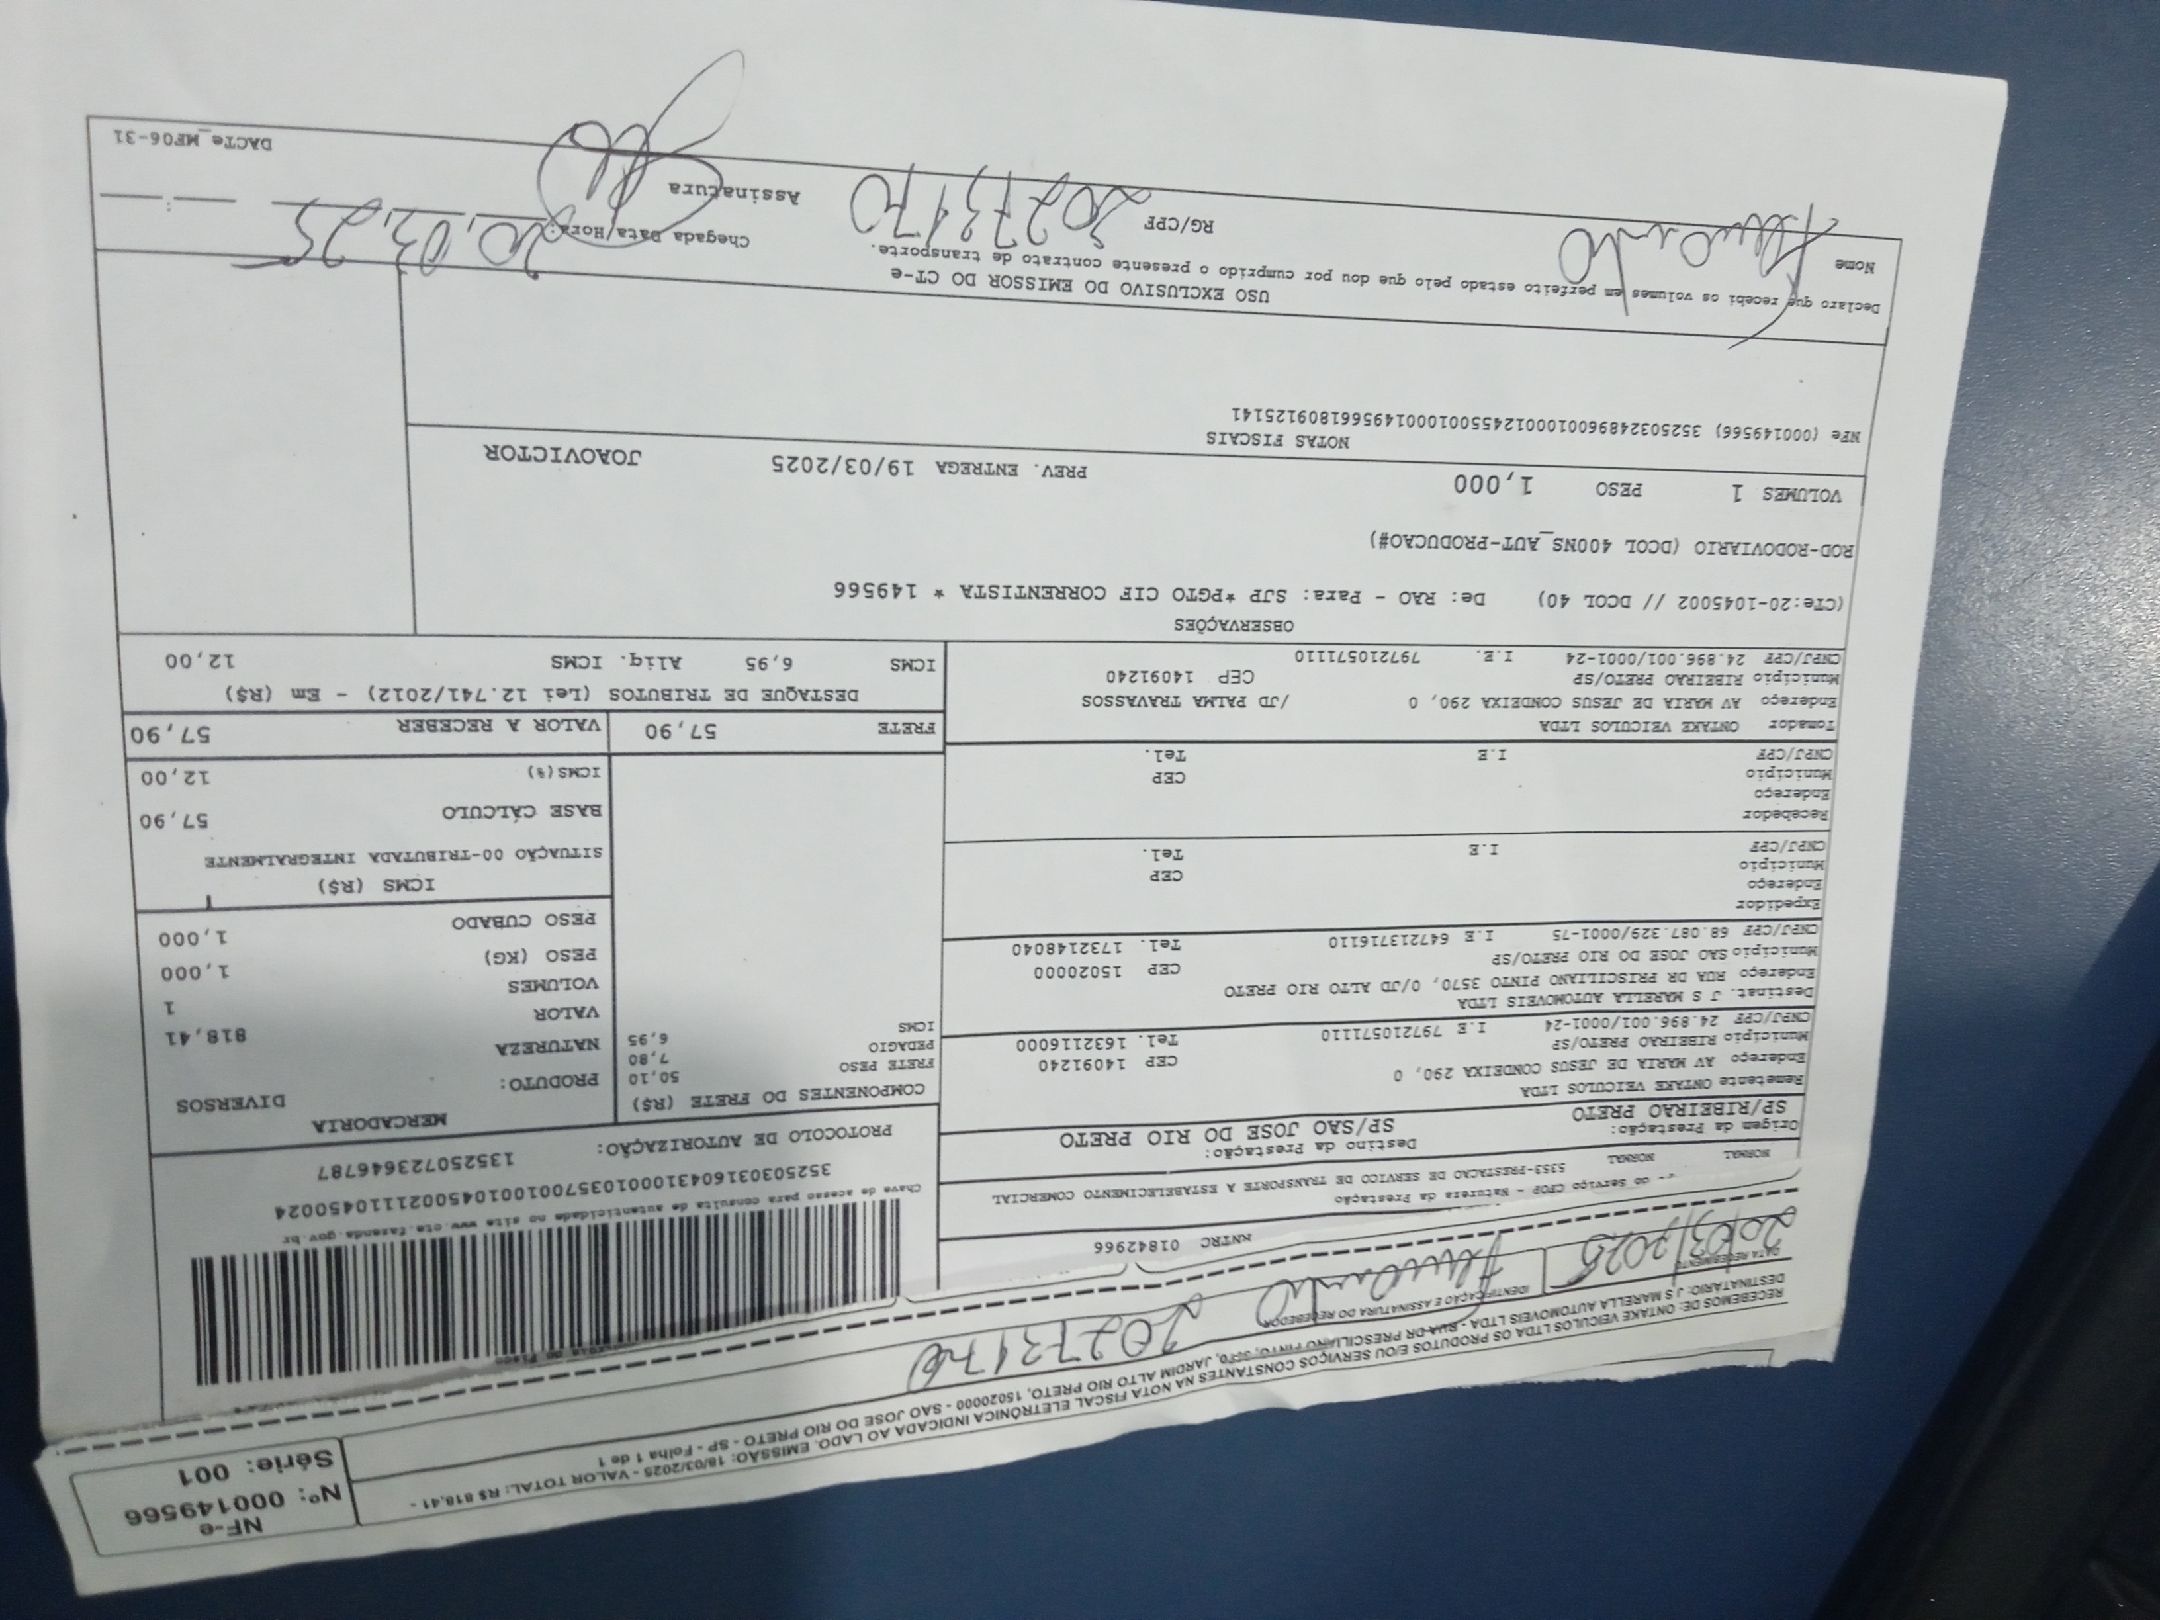 NF-e
Nº: 000149566
Série: 001
RECEBEMOS DE: ONTAKE VEICULOS LTDA OS PRODUTOS E/OU SERVIÇOS CONSTANTES NA NOTA FISCAL ELETRÔNICA INDICADA AO LADO. EMISSÃO: 18/03/2025 - VALOR TOTAL: R$ 818,41 -
DESTINATÁRIO: J S MARELLA AUTOMOVEIS LTDA - RUA DR PRESCILIANO PINTO, 3570, JARDIM ALTO RIO PRETO, 15020000 - SAO JOSE DO RIO PRETO - SP - Folha 1 de 1
DATA RECEBIMENTO
20/03/2025
IDENTIFICAÇÃO E ASSINATURA DO RECEBEDOR
20273170
RNTRC 01842966
do Serviço CFOP - Natureza da Prestação
NORMAL NORMAL 5353-PRESTACAO DE SERVICO DE TRANSPORTE A ESTABELECIMENTO COMERCIAL
Chave de acesso para consulta de autenticidade no site www.cte.fazenda.gov.br
PROTOCOLO DE AUTORIZAÇÃO: 135250723646787
Origem da Prestação:
SP/RIBEIRAO PRETO
Destino da Prestação:
SP/SAO JOSE DO RIO PRETO
Remetente ONTAKE VEICULOS LTDA
Endereço AV MARIA DE JESUS CONDEIXA 290, 0
Município RIBEIRAO PRETO/SP CEP 14091240
CNPJ/CPF 24.896.001/0001-24 I.E 797210571110 Tel. 1632116000
Destinat. J S MARELLA AUTOMOVEIS LTDA
Endereço RUA DR PRISCILIANO PINTO 3570, 0/JD ALTO RIO PRETO
Município SAO JOSE DO RIO PRETO/SP CEP 15020000
CNPJ/CPF 68.087.329/0001-75 I.E 647213716110 Tel. 1732148040
Expedidor
Endereço
Município CEP
CNPJ/CPF I.E Tel.
Recebedor
Endereço
Município CEP
CNPJ/CPF I.E Tel.
Tomador ONTAKE VEICULOS LTDA
Endereço AV MARIA DE JESUS CONDEIXA 290, 0 /JD PALMA TRAVASSOS
Município RIBEIRAO PRETO/SP CEP 14091240
CNPJ/CPF 24.896.001/0001-24 I.E. 797210571110
COMPONENTES DO FRETE (R$)
FRETE PESO 50,10
PEDAGIO 7,80
ICMS 6,95
MERCADORIA
PRODUTO: DIVERSOS
NATUREZA
VALOR 818,41
VOLUMES 1
PESO (KG) 1,000
PESO CUBADO 1,000
ICMS (R$)
SITUAÇÃO 00-TRIBUTADA INTEGRALMENTE
BASE CÁLCULO 57,90
ICMS(%) 12,00
FRETE 57,90 VALOR A RECEBER 57,90
DESTAQUE DE TRIBUTOS (Lei 12.741/2012) - Em (R$)
ICMS 6,95 Aliq. ICMS 12,00
OBSERVAÇÕES
(CTe:20-1045002 // DCOL 40) De: RAO - Para: SJP *PGTO CIF CORRENTISTA * 149566
ROD-RODOVIARIO (DCOL 400NS_AUT-PRODUCAO#)
VOLUMES 1 PESO 1,000 PREV. ENTREGA 19/03/2025 JOAOVICTOR
NOTAS FISCAIS
NFe (000149566) 35250324896001000124550010001495661809125141
USO EXCLUSIVO DO EMISSOR DO CT-e
Declaro que recebi os volumes em perfeito estado pelo que dou por cumprido o presente contrato de transporte.
Nome RG/CPF 20273170 Assinatura
Chegada Data/Hora: 20,03,25
DACTe_MF06-31